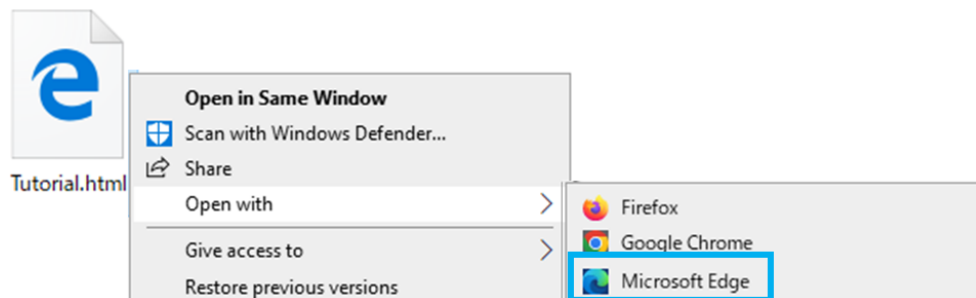 Tutorial.html
Open in Same Window
Scan with Windows Defender...
Share
Open with
Give access to
Restore previous versions
Firefox
Google Chrome
Microsoft Edge